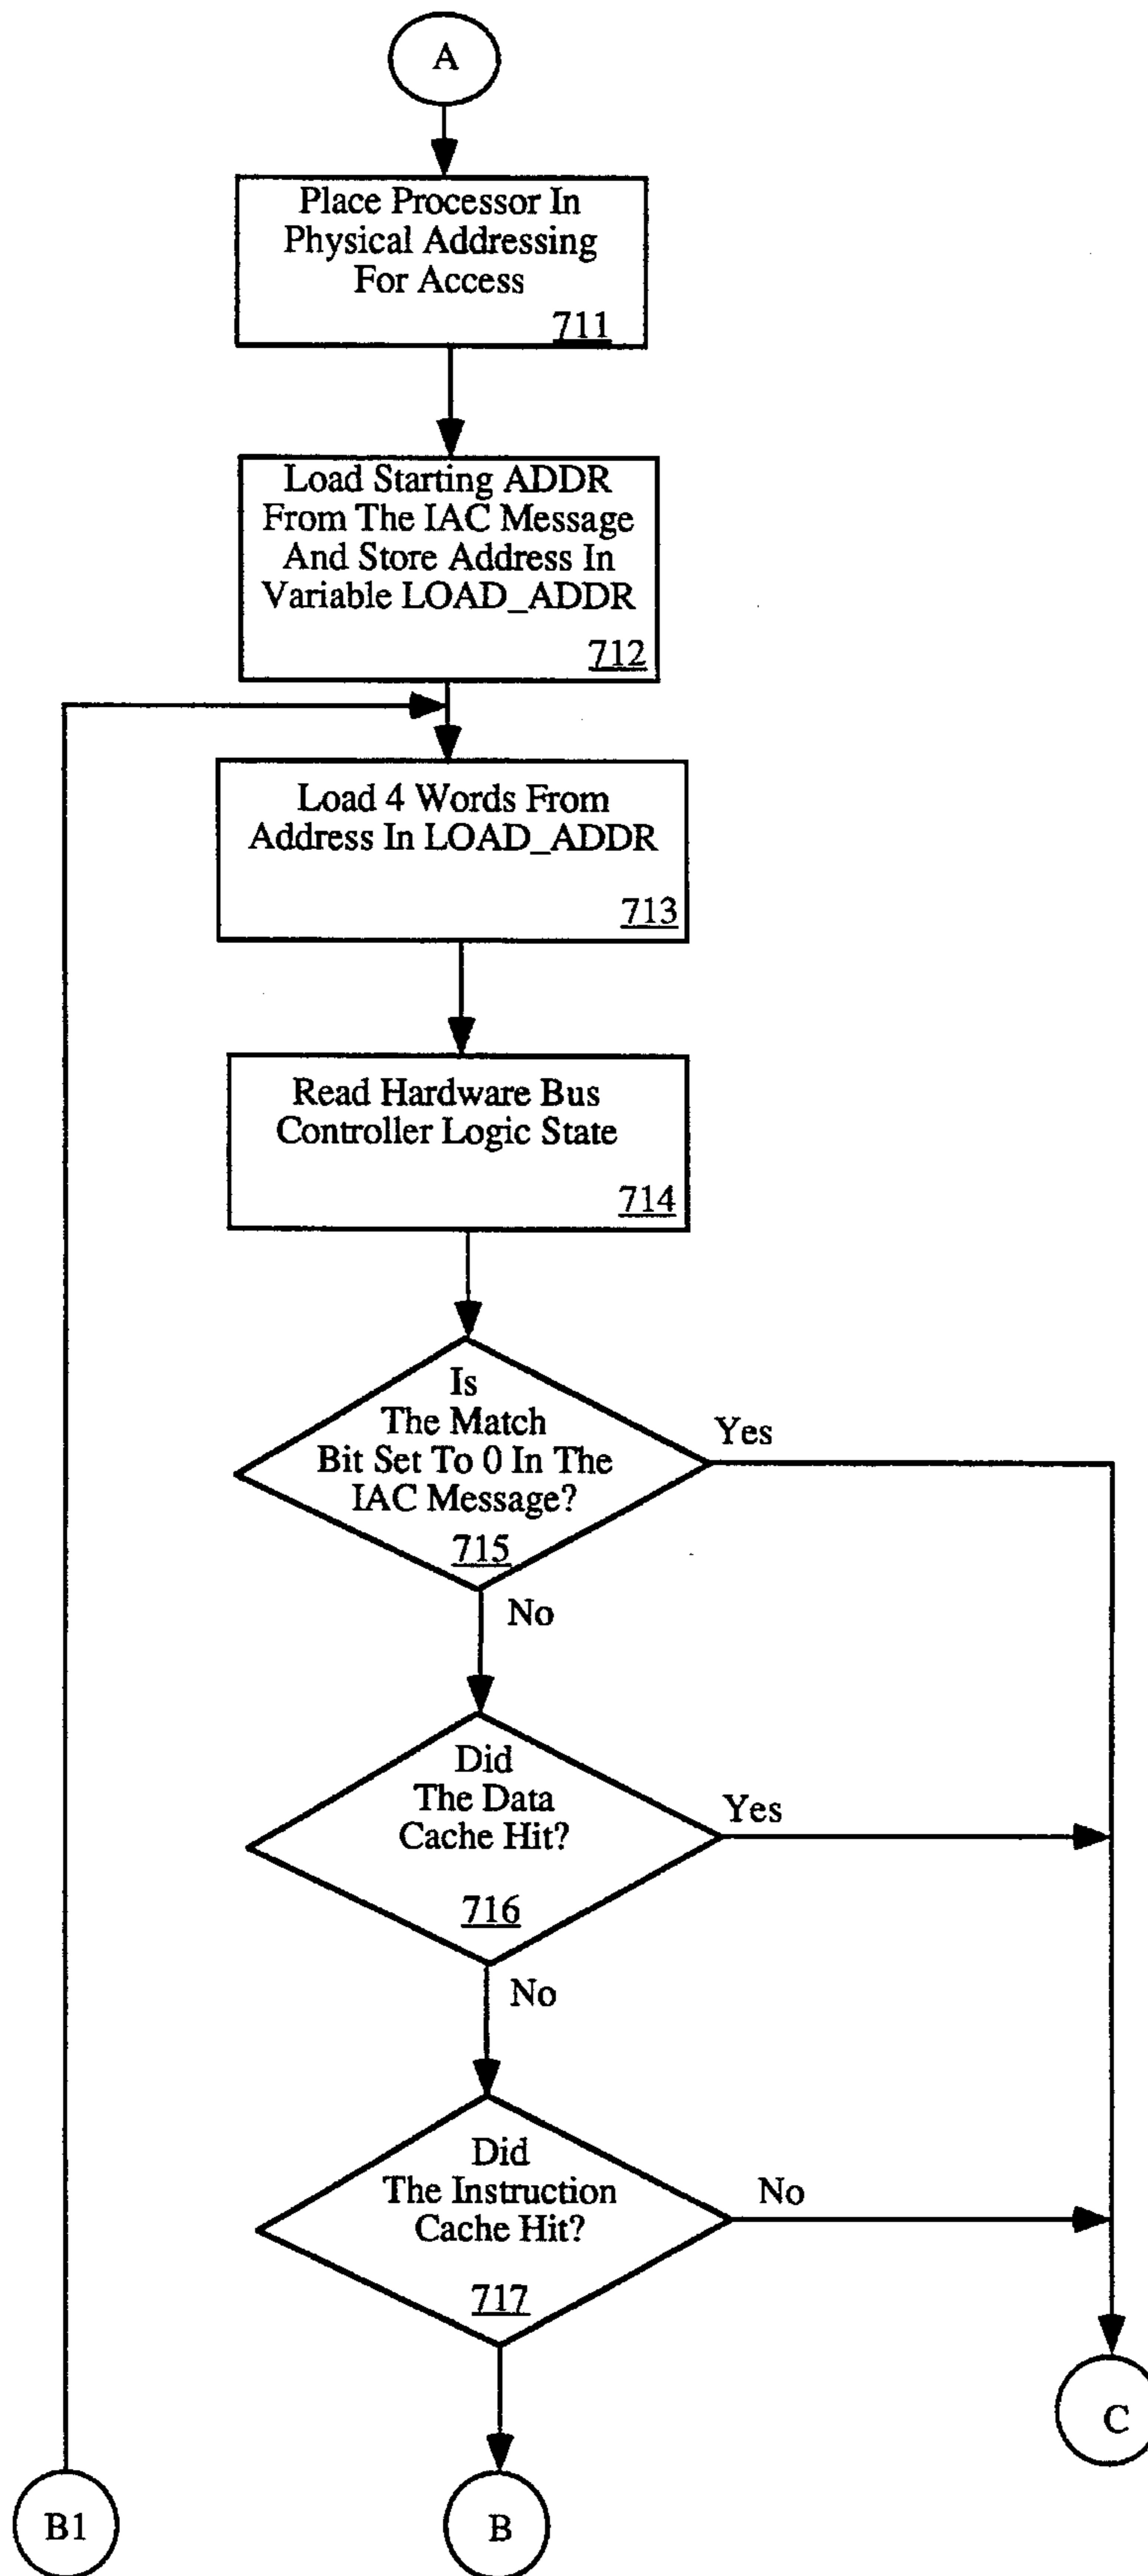 A
Place Processor In
Physical Addressing
For Access
711
Load Starting ADDR
From The IAC Message
And Store Address In
Variable LOAD_ADDR
712
Load 4 Words From
Address In LOAD_ADDR
713
Read Hardware Bus
Controller Logic State
714
Is
The Match
Bit Set To 0 In The
IAC Message?
715
Yes
No
Did
The Data
Cache Hit?
716
Yes
No
Did
The Instruction
Cache Hit?
717
No
C
B1
B